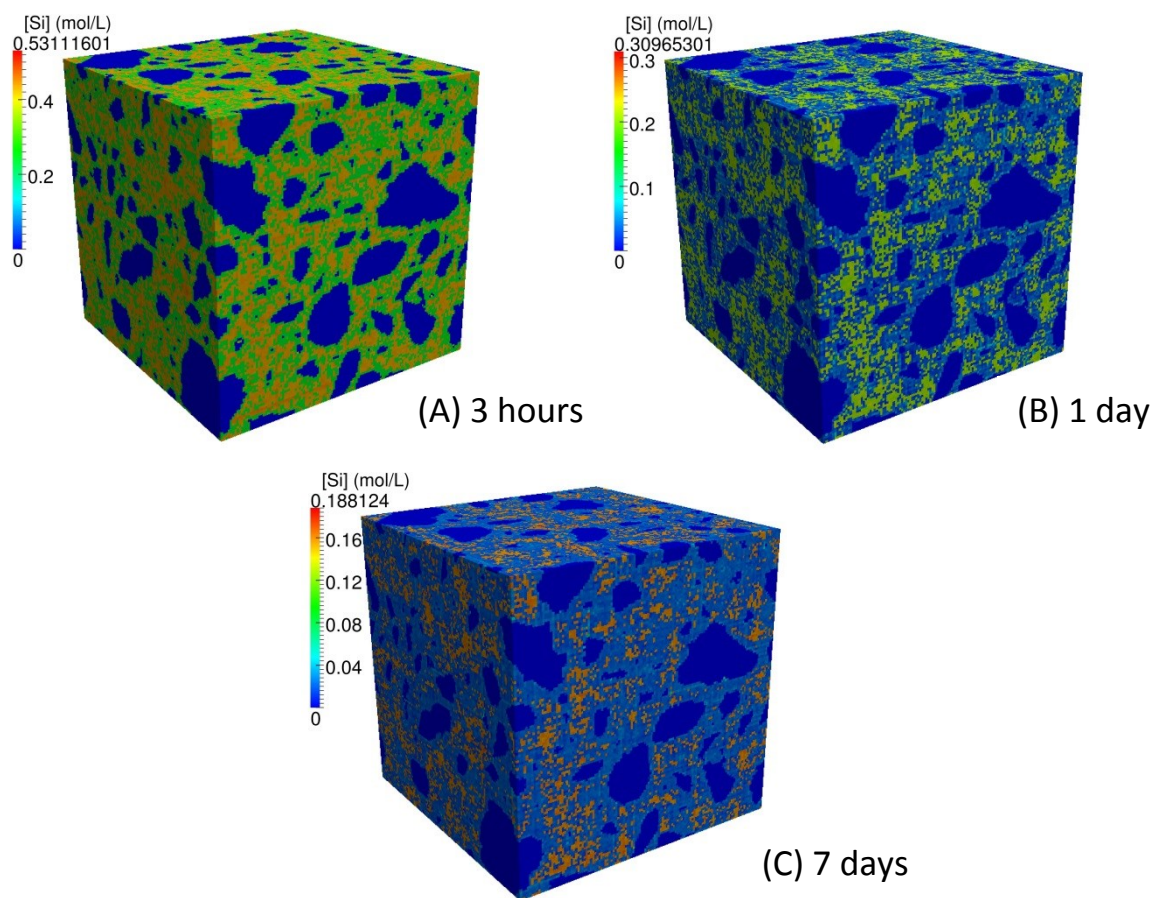 [Si] (mol/L)
0.53111601
0.4
0.2
0
(A) 3 hours
[Si] (mol/L)
0.30965301
0.3
0.2
0.1
0
(B) 1 day
[Si] (mol/L)
0.188124
0.16
0.12
0.08
0.04
0
(C) 7 days